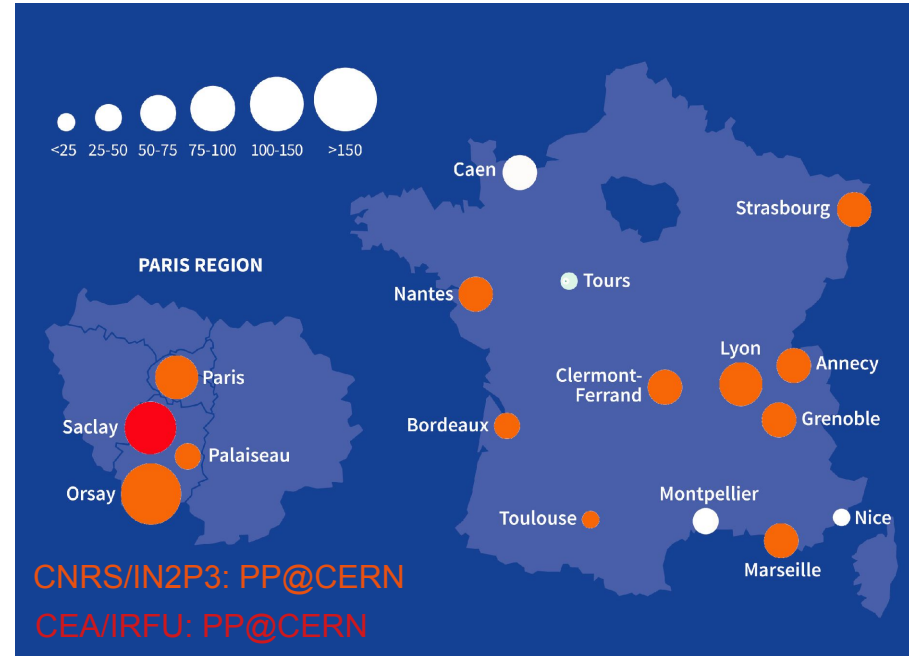 <25 25-50 50-75 75-100 100-150 >150
Caen
Strasbourg
PARIS REGION
Tours
Nantes
Lyon
Annecy
Paris
Clermont-
Ferrand
Grenoble
Saclay
Bordeaux
Palaiseau
Orsay
Montpellier
Toulouse
Nice
Marseille
CNRS/IN2P3: PP@CERN
CEA/IRFU: PP@CERN